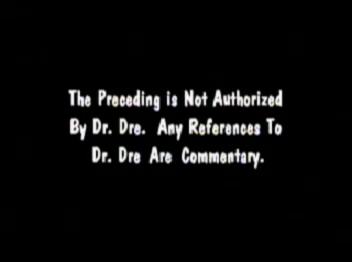 The Preceding is Not Authorized
By Dr. Dre. Any References To
Dr. Dre Are Commentary.